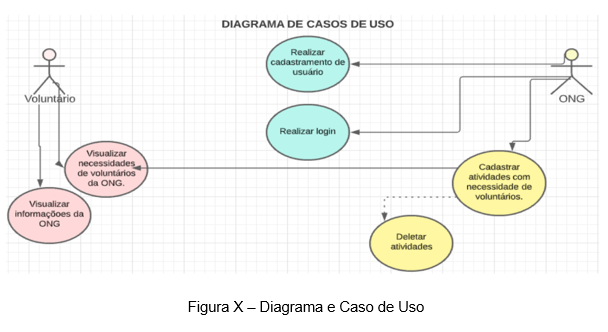 DIAGRAMA DE CASOS DE USO
Realizar
cadastramento de
usuário
Voluntário
ONG
Realizar login
Visualizar
necessidades
de voluntários
da ONG.
Cadastrar
atividades com
necessidade de
voluntários.
Visualizar
informações da
ONG
Deletar
atividades
Figura X – Diagrama e Caso de Uso